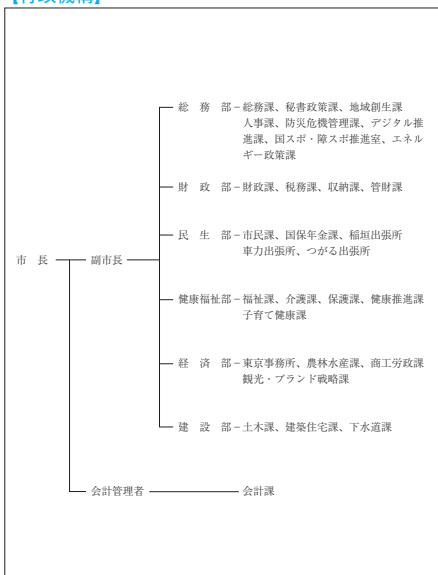 【行政機構】
総　務　部－総務課、秘書政策課、地域創生課
人事課、防災危機管理課、デジタル推
進課、国スポ・障スポ推進室、エネル
ギー政策課
財　政　部－財政課、税務課、収納課、管財課
民　生　部－市民課、国保年金課、稲垣出張所
車力出張所、つがる出張所
市　長
副市長
健康福祉部－福祉課、介護課、保護課、健康推進課
子育て健康課
経　済　部－東京事務所、農林水産課、商工労政課
観光・ブランド戦略課
建　設　部－土木課、建築住宅課、下水道課
会計管理者
会計課